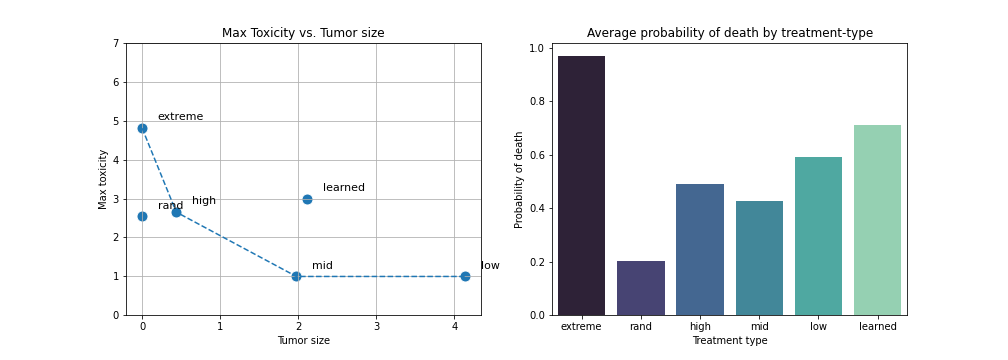 Max Toxicity vs. Tumor size
Max toxicity
7
6
5
4
3
2
1
0
extreme
rand
high
learned
mid
low
0 1 2 3 4
Tumor size
Average probability of death by treatment-type
Probability of death
1.0
0.8
0.6
0.4
0.2
0.0
extreme rand high mid low learned
Treatment type